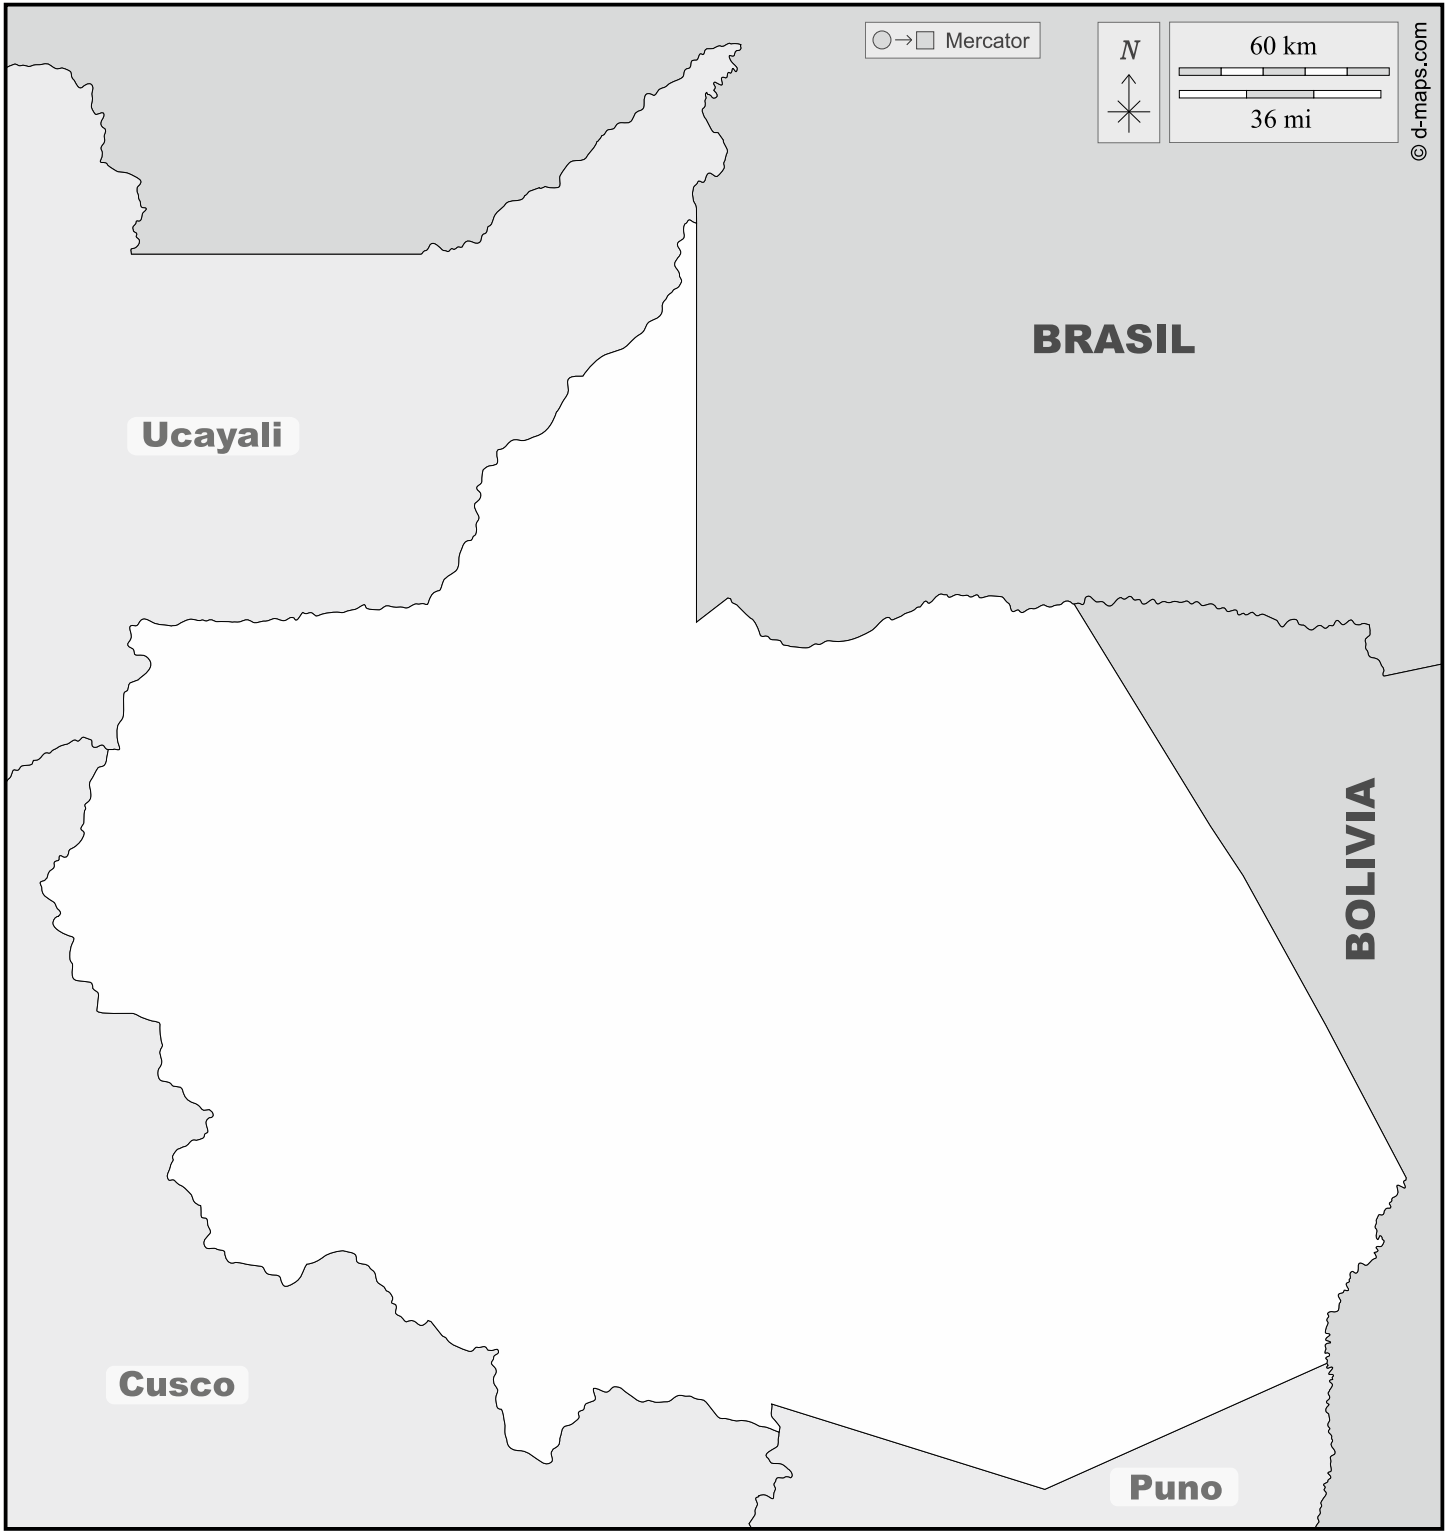 Mercator
N
60 km
36 mi
© d-maps.com
BRASIL
Ucayali
BOLIVIA
Cusco
Puno